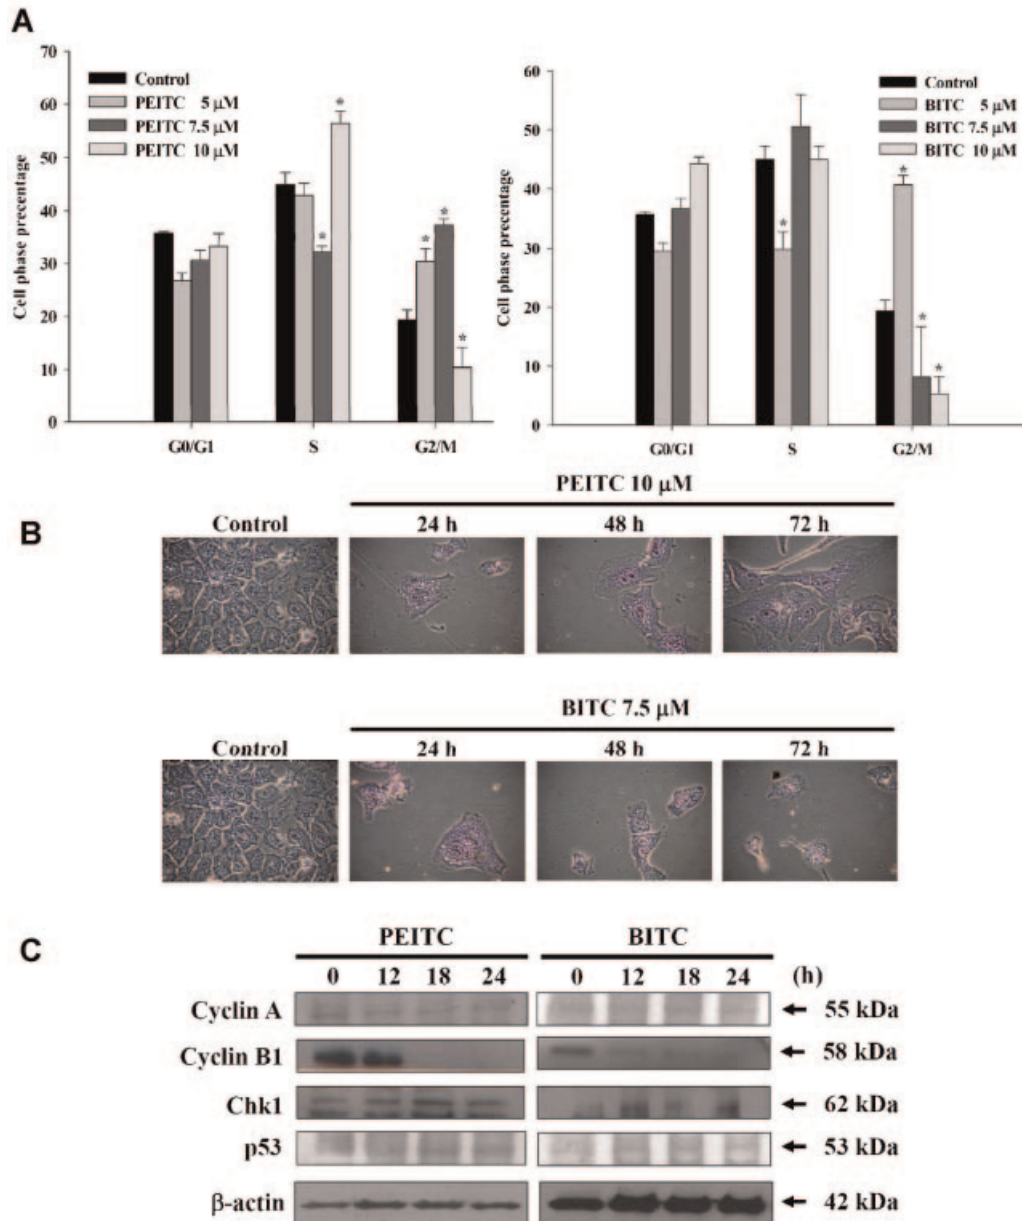 A
70
60
50
40
30
20
10
0
Cell phase precentage
Control
PEITC 5 μM
PEITC 7.5 μM
PEITC 10 μM
*
*
*
*
*
G0/G1 S G2/M
60
50
40
30
20
10
0
Cell phase precentage
Control
BITC 5 μM
BITC 7.5 μM
BITC 10 μM
*
*
*
*
G0/G1 S G2/M
B
PEITC 10 μM
Control 24 h 48 h 72 h
BITC 7.5 μM
Control 24 h 48 h 72 h
C
PEITC BITC
0 12 18 24 0 12 18 24 (h)
Cyclin A 55 kDa
Cyclin B1 58 kDa
Chk1 62 kDa
p53 53 kDa
β-actin 42 kDa